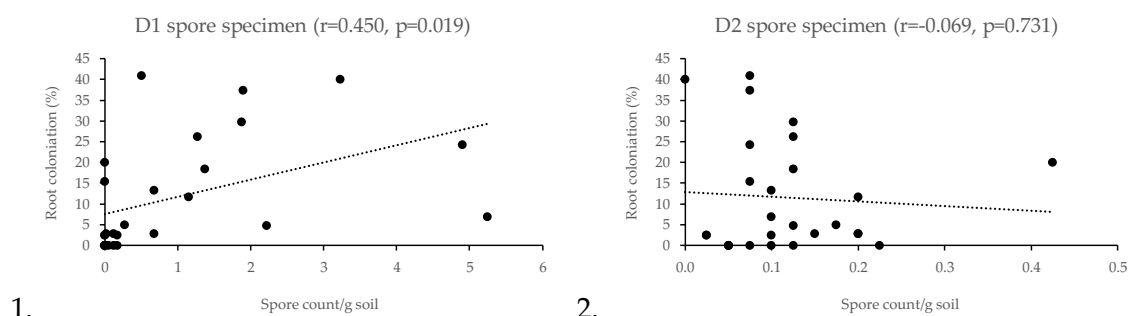 D1 spore specimen (r=0.450, p=0.019)
45
40
35
30
25
20
15
10
5
0
Root coloniation (%)
0 1 2 3 4 5 6
Spore count/g soil
1.
D2 spore specimen (r=-0.069, p=0.731)
45
40
35
30
25
20
15
10
5
0
Root coloniation (%)
0.0 0.1 0.2 0.3 0.4 0.5
Spore count/g soil
2.